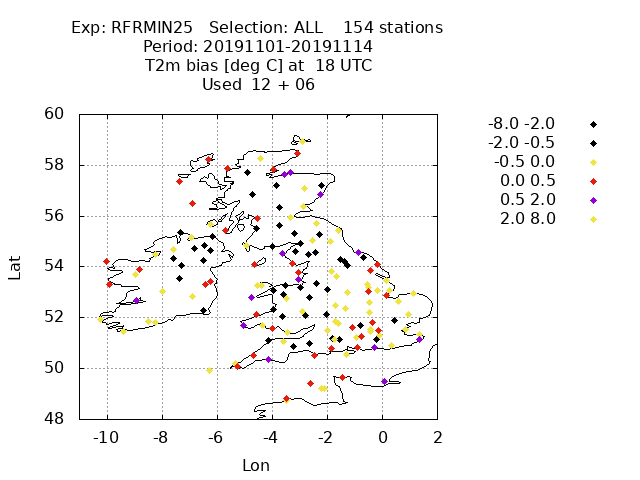 Exp: RFRMIN25   Selection: ALL    154 stations
Period: 20191101-20191114
T2m bias [deg C] at  18 UTC
Used  12 + 06
60
58
56
54
52
50
48
-10 -8 -6 -4 -2 0 2
Lat
Lon
-8.0 -2.0
-2.0 -0.5
-0.5 0.0
0.0 0.5
0.5 2.0
2.0 8.0